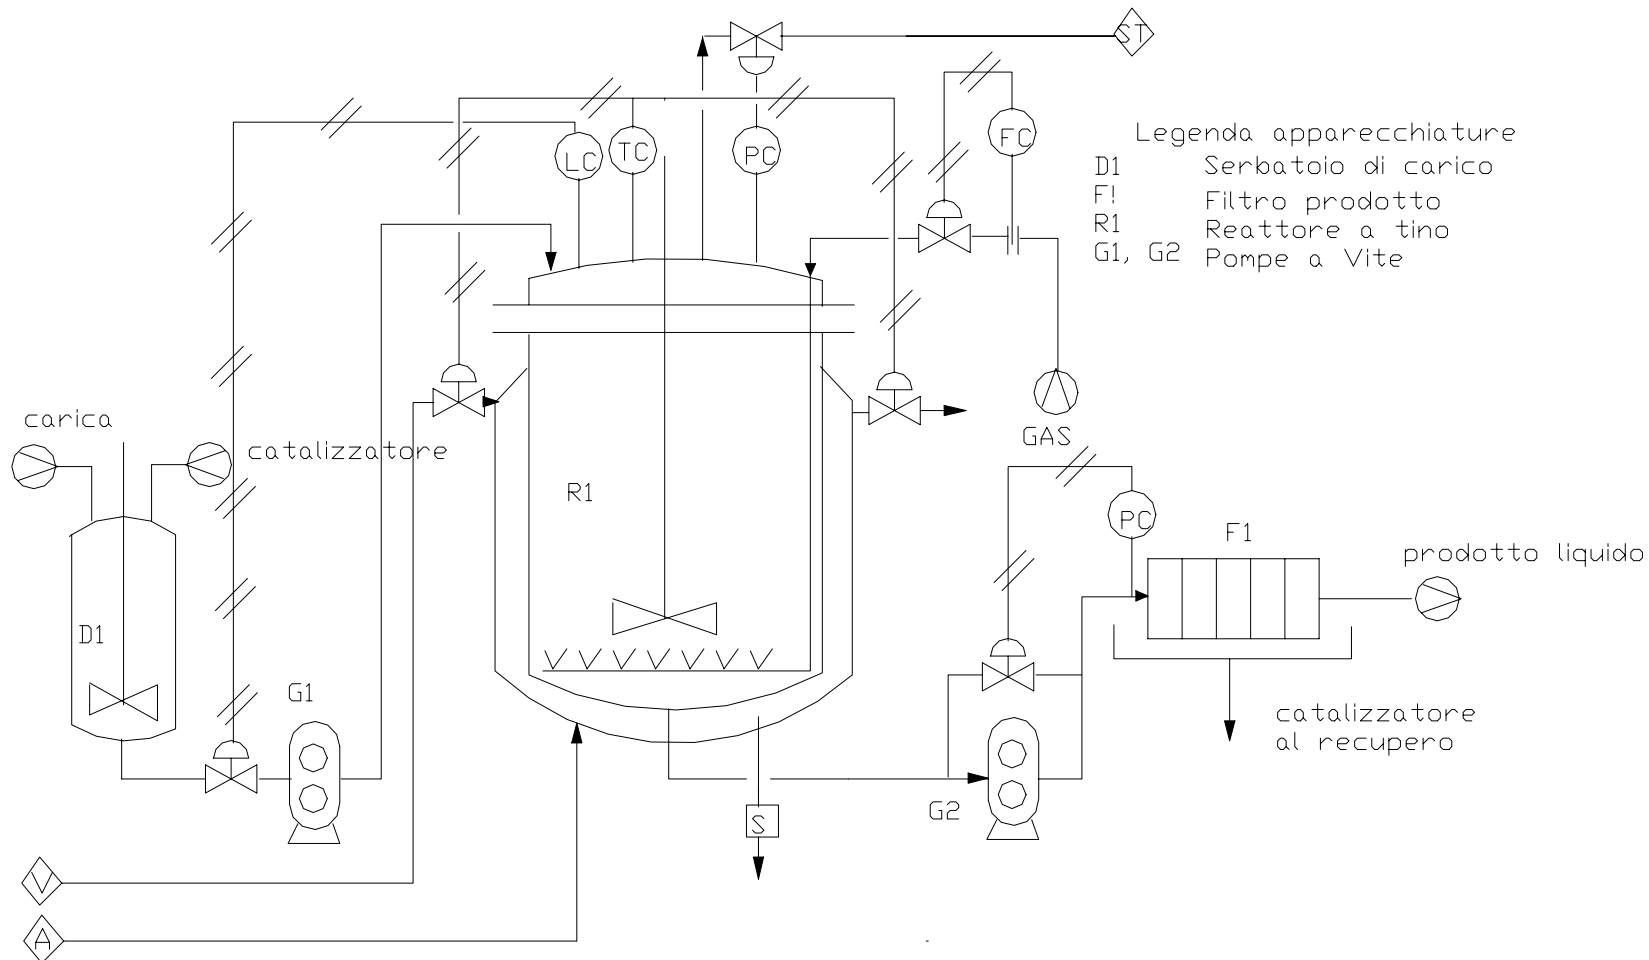 ST
FC
LC
TC
PC
Legenda apparecchiature
D1 Serbatoio di carico
F! Filtro prodotto
R1 Reattore a tino
G1, G2 Pompe a Vite
carica
catalizzatore
GAS
R1
PC
F1
prodotto liquido
D1
G1
catalizzatore
al recupero
G2
S
V
A